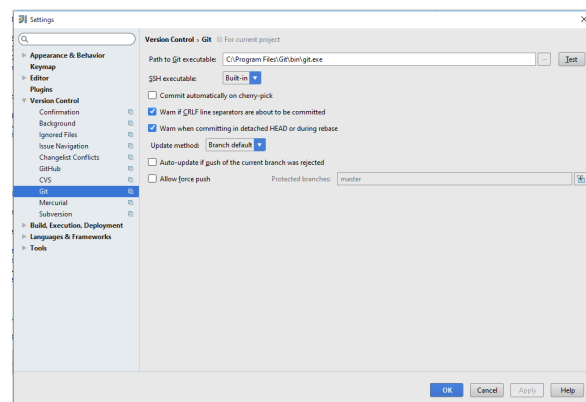 Settings
Version Control › Git For current project
Appearance & Behavior
Keymap
Editor
Plugins
Version Control
Confirmation
Background
Ignored Files
Issue Navigation
Changelist Conflicts
GitHub
CVS
Git
Mercurial
Subversion
Build, Execution, Deployment
Languages & Frameworks
Tools
Path to Git executable: C:\Program Files\Git\bin\git.exe ... Test
SSH executable: Built-in
Commit automatically on cherry-pick
Warn if CRLF line separators are about to be committed
Warn when committing in detached HEAD or during rebase
Update method: Branch default
Auto-update if push of the current branch was rejected
Allow force push Protected branches: master
OK Cancel Apply Help